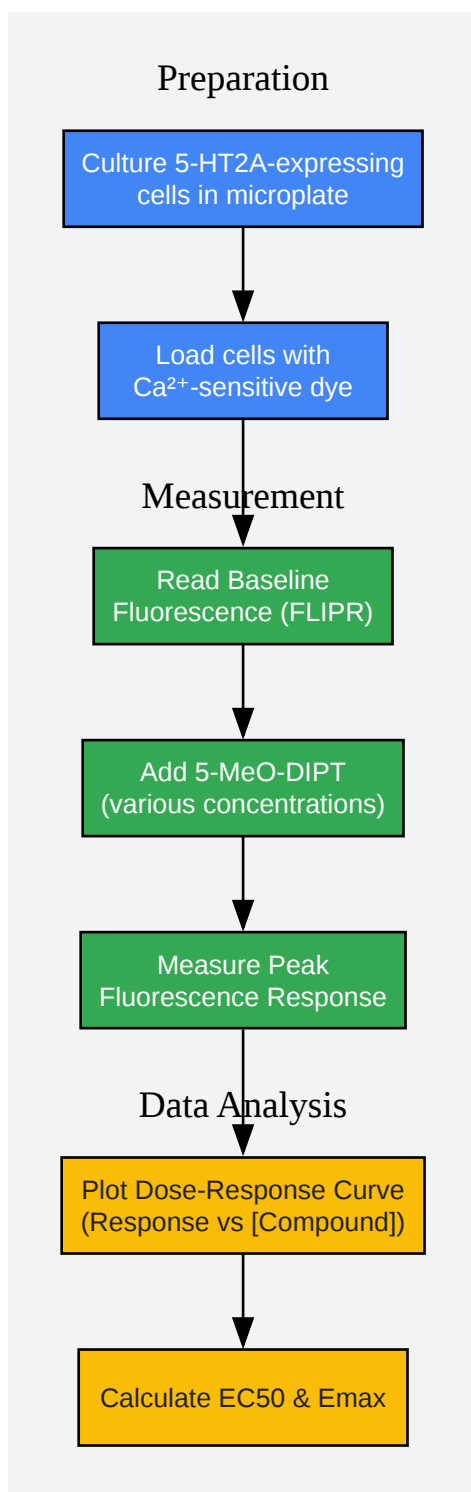 Preparation
Culture 5-HT2A-expressing
cells in microplate
Load cells with
Ca²⁺-sensitive dye
Measurement
Read Baseline
Fluorescence (FLIPR)
Add 5-MeO-DIPT
(various concentrations)
Measure Peak
Fluorescence Response
Data Analysis
Plot Dose-Response Curve
(Response vs [Compound])
Calculate EC50 & Emax